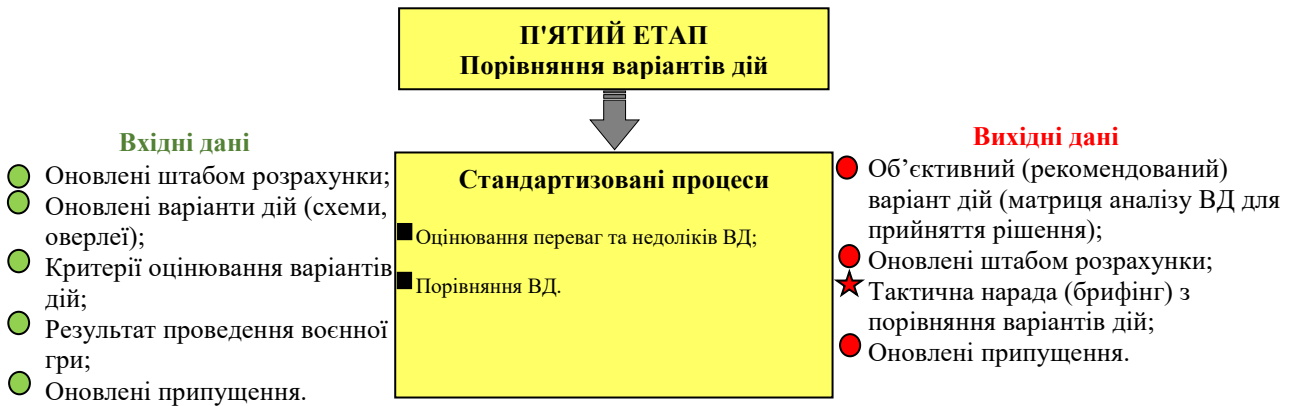 П'ЯТИЙ ЕТАП
Порівняння варіантів дій
Вхідні дані
Оновлені штабом розрахунки;
Оновлені варіанти дій (схеми,
оверлеї);
Критерії оцінювання варіантів
дій;
Результат проведення воєнної
гри;
Оновлені припущення.
Стандартизовані процеси
Оцінювання переваг та недоліків ВД;
Порівняння ВД.
Вихідні дані
Об’єктивний (рекомендований)
варіант дій (матриця аналізу ВД для
прийняття рішення);
Оновлені штабом розрахунки;
Тактична нарада (брифінг) з
порівняння варіантів дій;
Оновлені припущення.